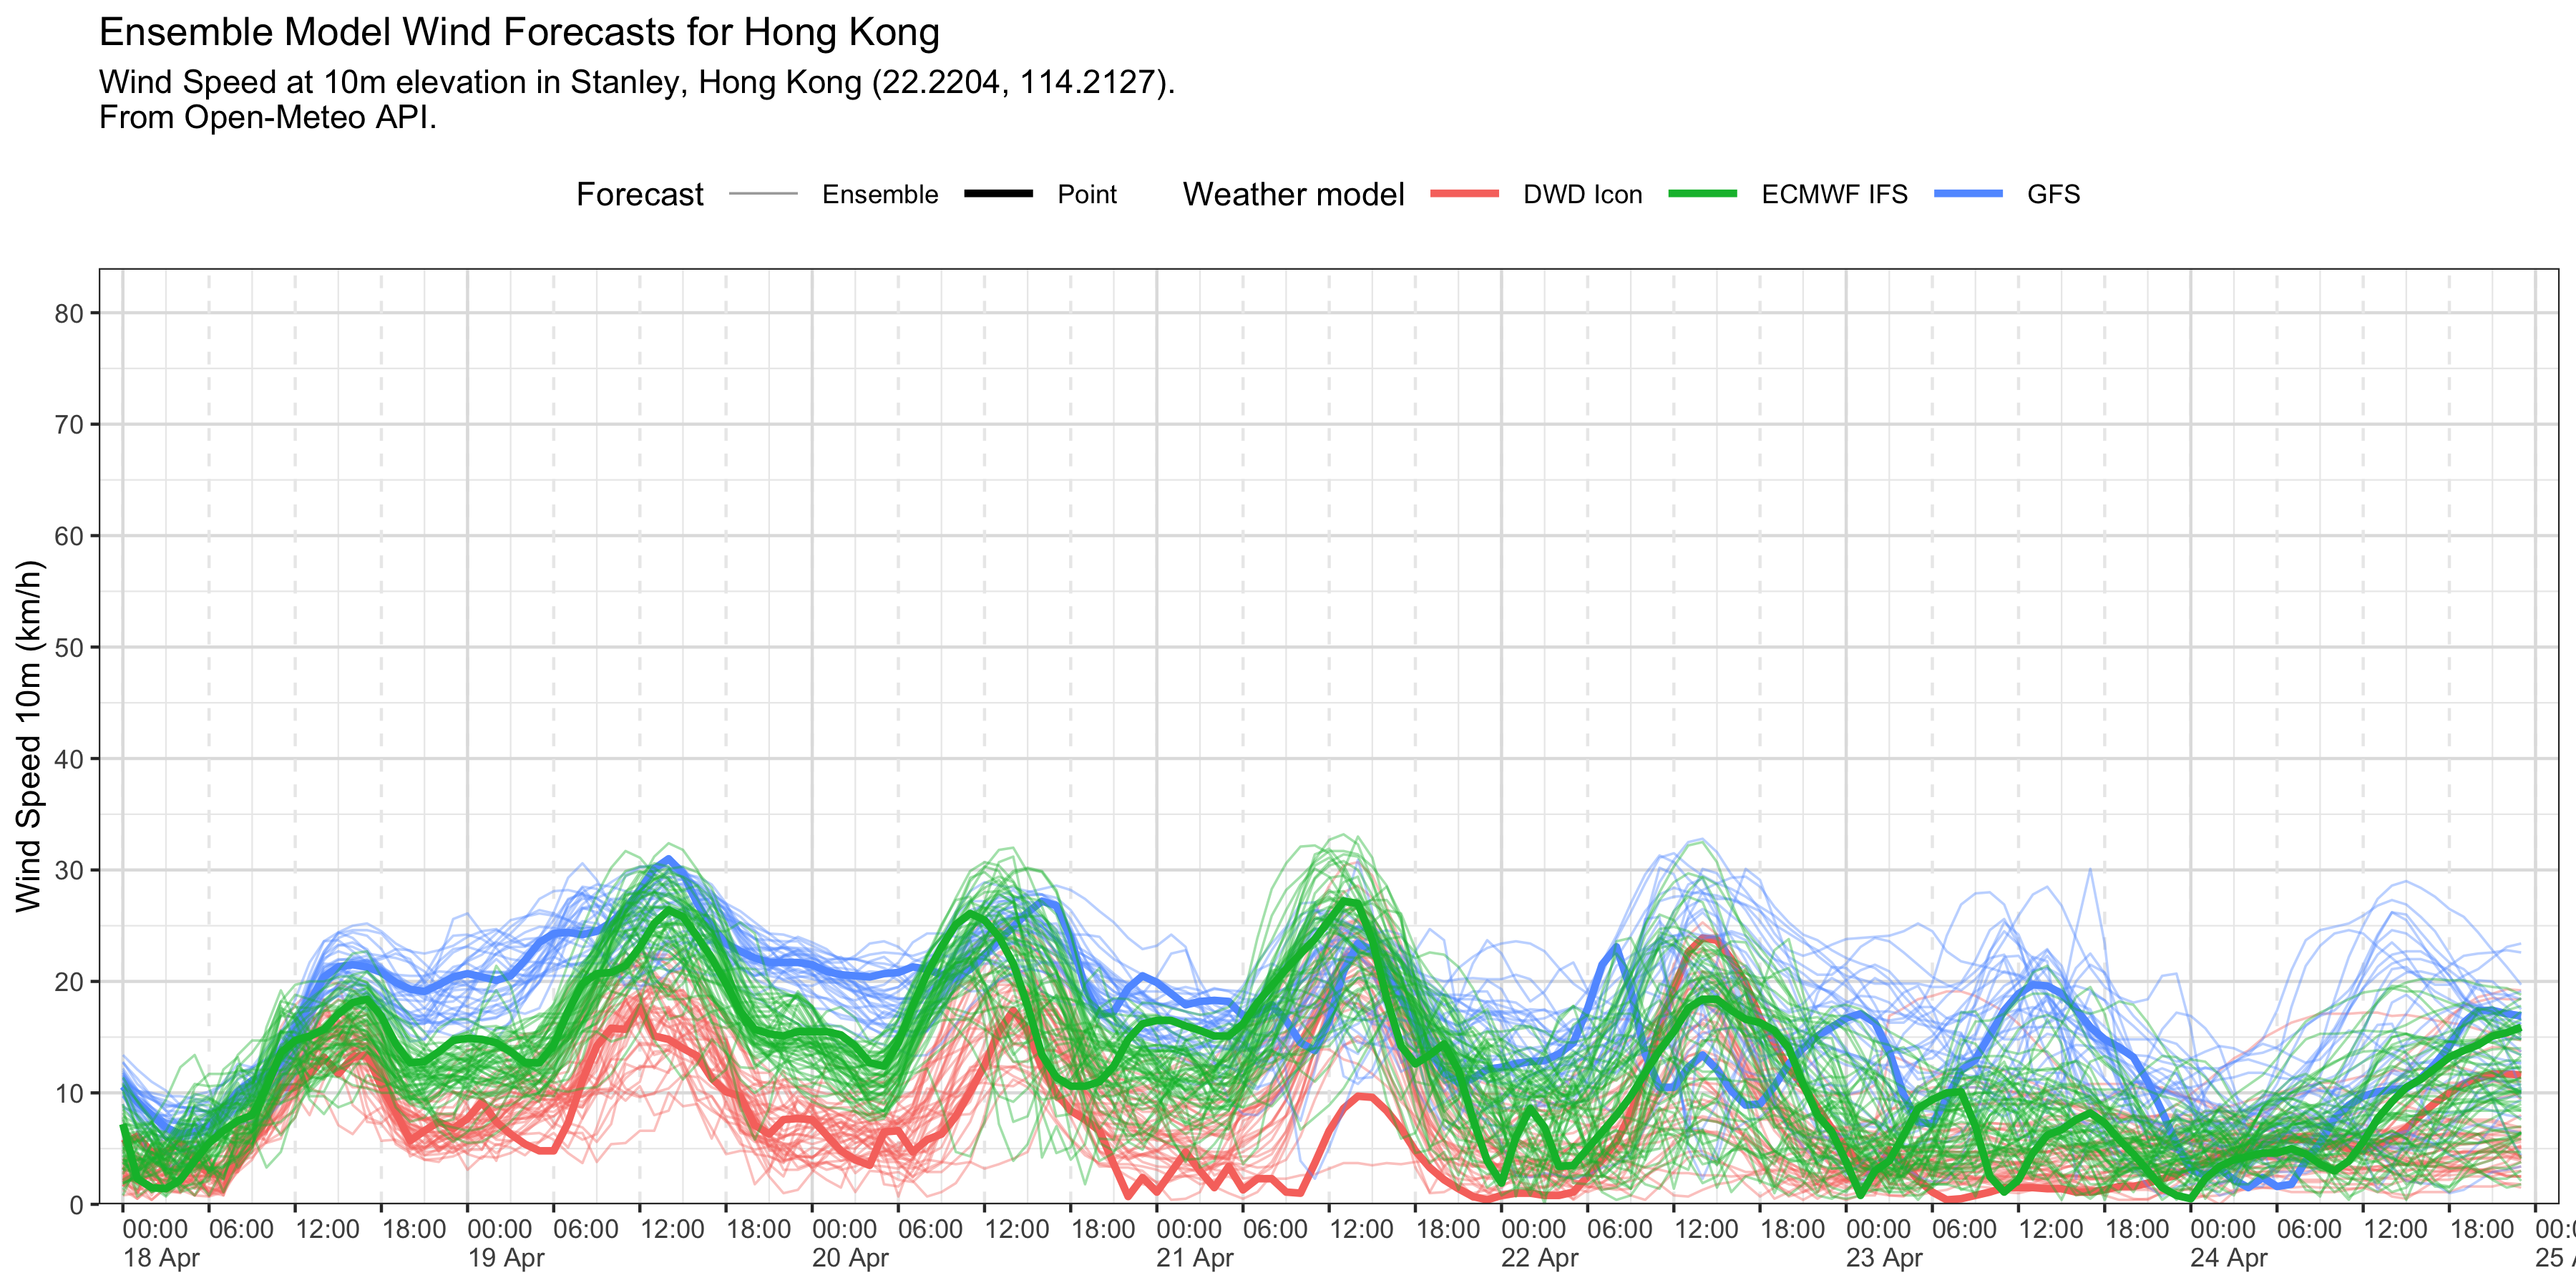 Ensemble Model Wind Forecasts for Hong Kong
Wind Speed at 10m elevation in Stanley, Hong Kong (22.2204, 114.2127).
From Open-Meteo API.
Forecast Ensemble Point Weather model DWD Icon ECMWF IFS GFS
Wind Speed 10m (km/h)
80
70
60
50
40
30
20
10
0
00:00 06:00 12:00 18:00 00:00 06:00 12:00 18:00 00:00 06:00 12:00 18:00 00:00 06:00 12:00 18:00 00:00 06:00 12:00 18:00 00:00 06:00 12:00 18:00 00:00 06:00 12:00 18:00 00:
18 Apr 19 Apr 20 Apr 21 Apr 22 Apr 23 Apr 24 Apr 25